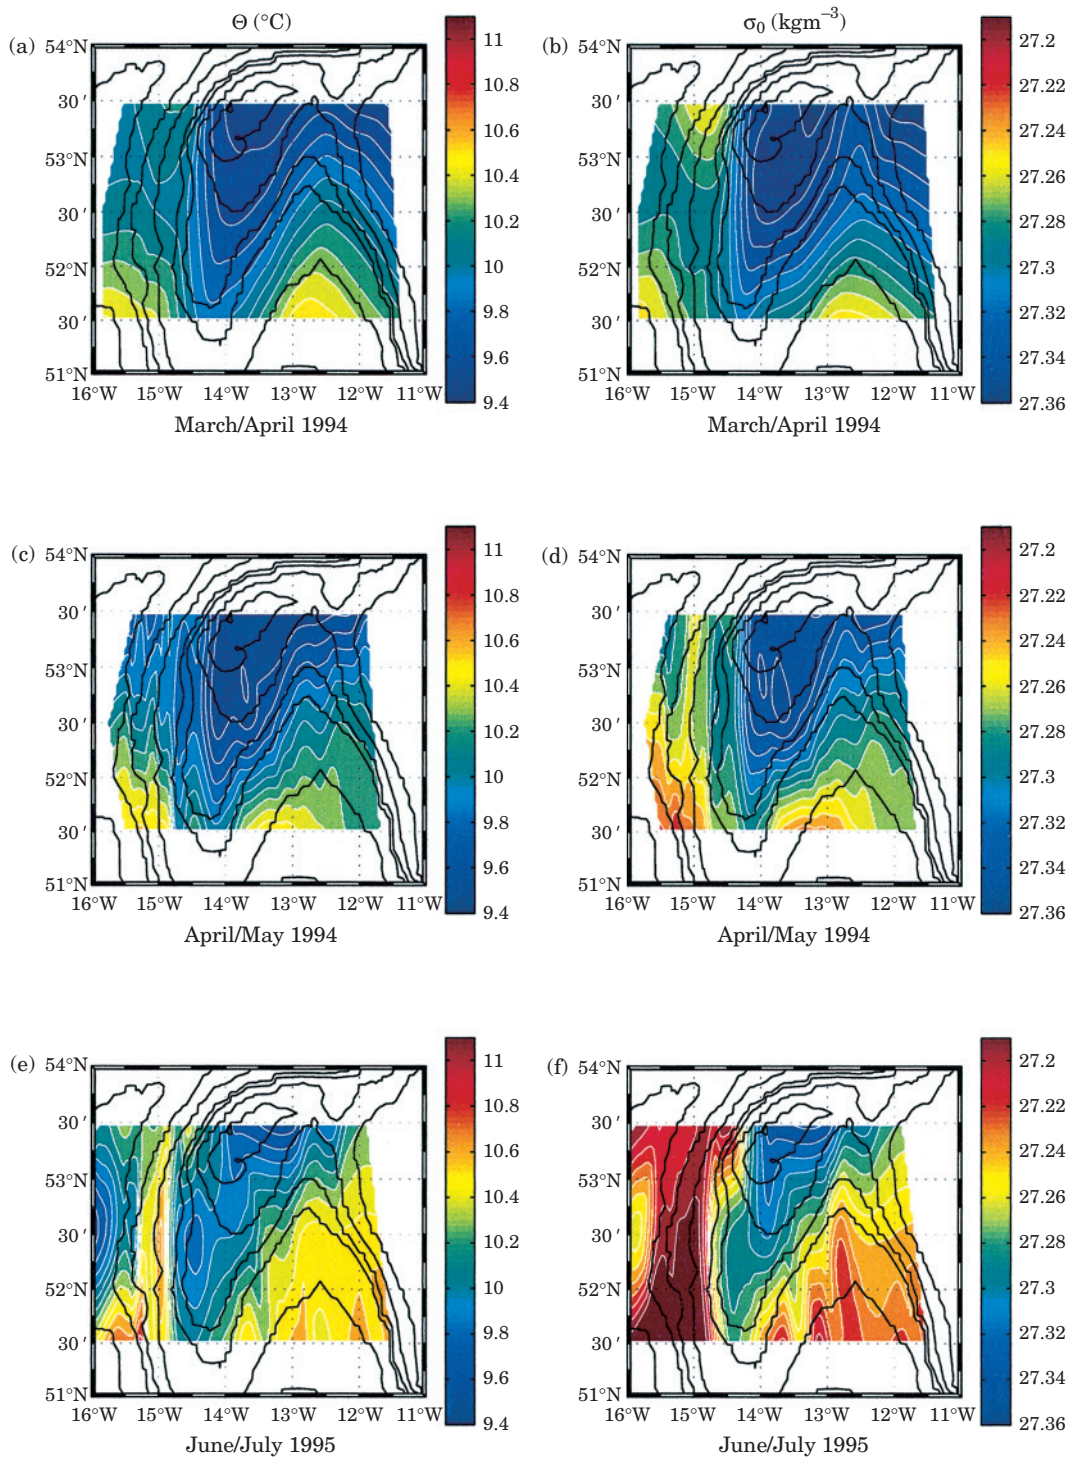 Θ (°C)
σ₀ (kgm⁻³)
(a)
54°N
30 ′
53°N
30 ′
52°N
30 ′
51°N
16°W 15°W 14°W 13°W 12°W 11°W
March/April 1994
11
10.8
10.6
10.4
10.2
10
9.8
9.6
9.4
(b)
54°N
30 ′
53°N
30 ′
52°N
30 ′
51°N
16°W 15°W 14°W 13°W 12°W 11°W
March/April 1994
27.2
27.22
27.24
27.26
27.28
27.3
27.32
27.34
27.36
(c)
54°N
30 ′
53°N
30 ′
52°N
30 ′
51°N
16°W 15°W 14°W 13°W 12°W 11°W
April/May 1994
11
10.8
10.6
10.4
10.2
10
9.8
9.6
9.4
(d)
54°N
30 ′
53°N
30 ′
52°N
30 ′
51°N
16°W 15°W 14°W 13°W 12°W 11°W
April/May 1994
27.2
27.22
27.24
27.26
27.28
27.3
27.32
27.34
27.36
(e)
54°N
30 ′
53°N
30 ′
52°N
30 ′
51°N
16°W 15°W 14°W 13°W 12°W 11°W
June/July 1995
11
10.8
10.6
10.4
10.2
10
9.8
9.6
9.4
(f)
54°N
30 ′
53°N
30 ′
52°N
30 ′
51°N
16°W 15°W 14°W 13°W 12°W 11°W
June/July 1995
27.2
27.22
27.24
27.26
27.28
27.3
27.32
27.34
27.36